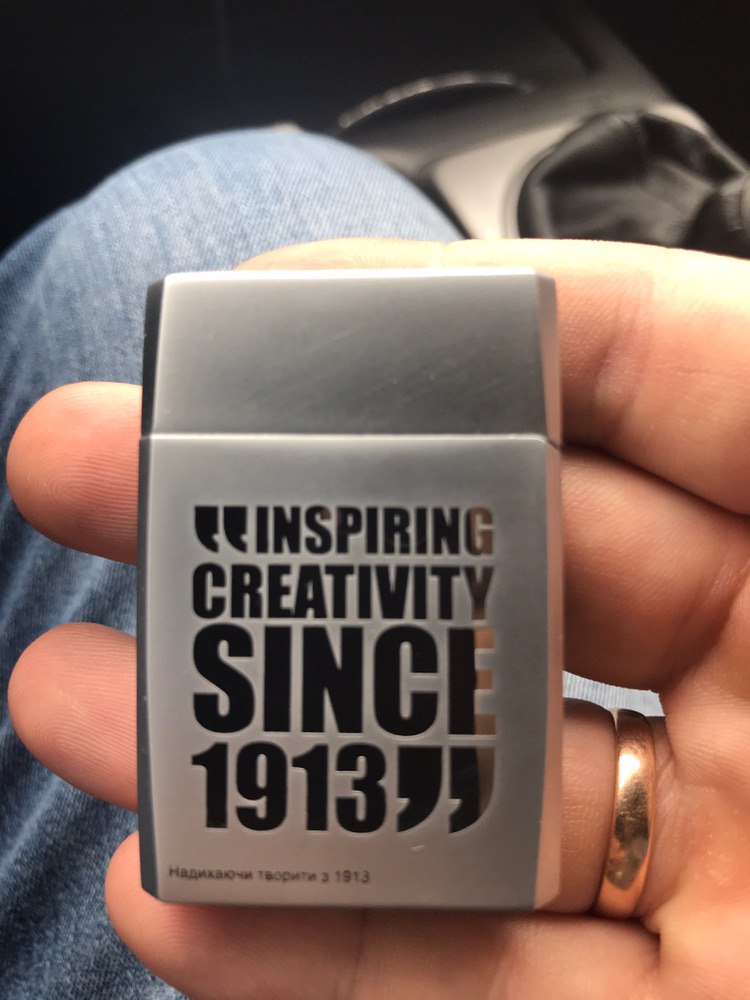 “INSPIRING
CREATIVITY
SINCE
1913”
Надихаючи творити з 1913